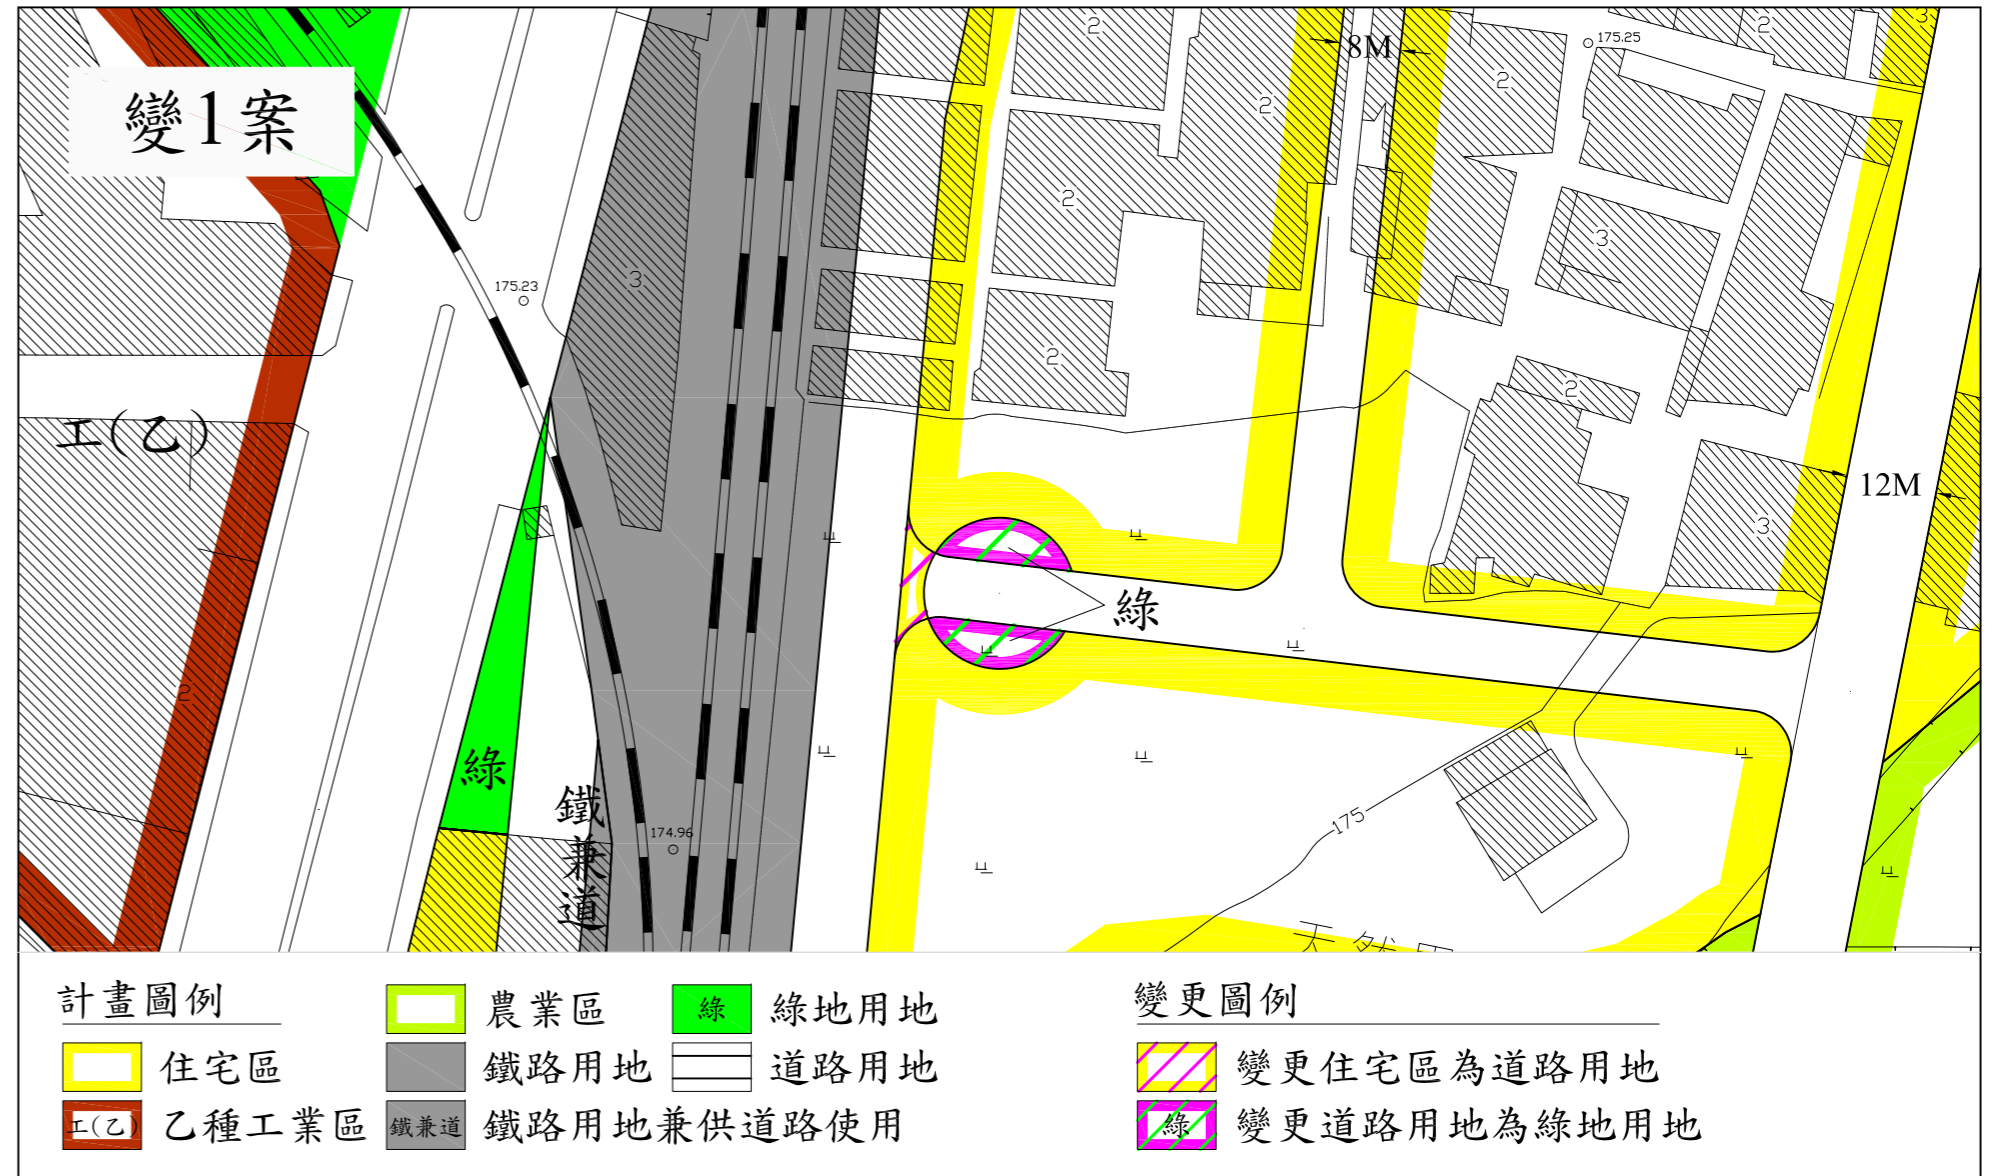 變1案
2
2
3
8M
175.25
2
2
2
3
175.23
3
2
2
工(乙)
12M
3
綠
2
綠
鐵兼道
174.96
175
計畫圖例
住宅區
工(乙) 乙種工業區
農業區
鐵路用地
鐵兼道 鐵路用地兼供道路使用
綠 綠地用地
道路用地
變更圖例
變更住宅區為道路用地
綠 變更道路用地為綠地用地